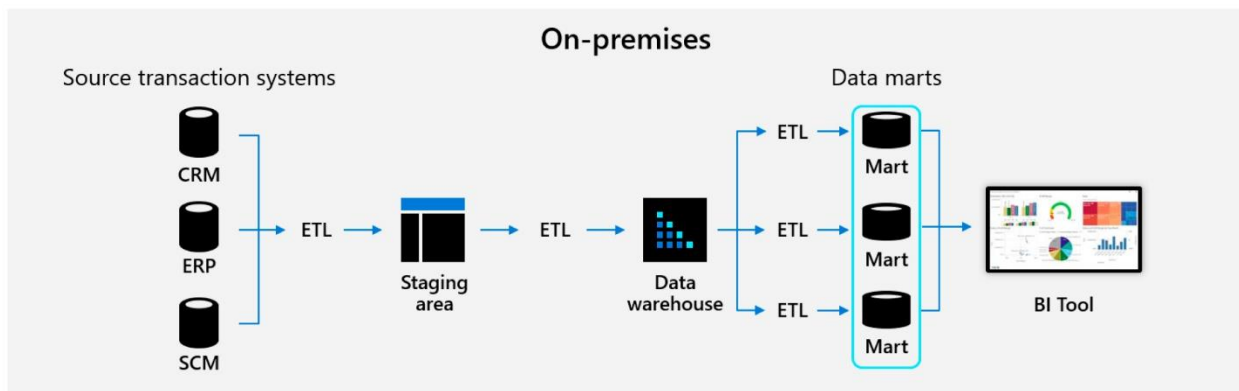 On-premises
Source transaction systems
Data marts
CRM
ERP
SCM
ETL
Staging
area
ETL
Data
warehouse
ETL
ETL
ETL
Mart
Mart
Mart
BI Tool